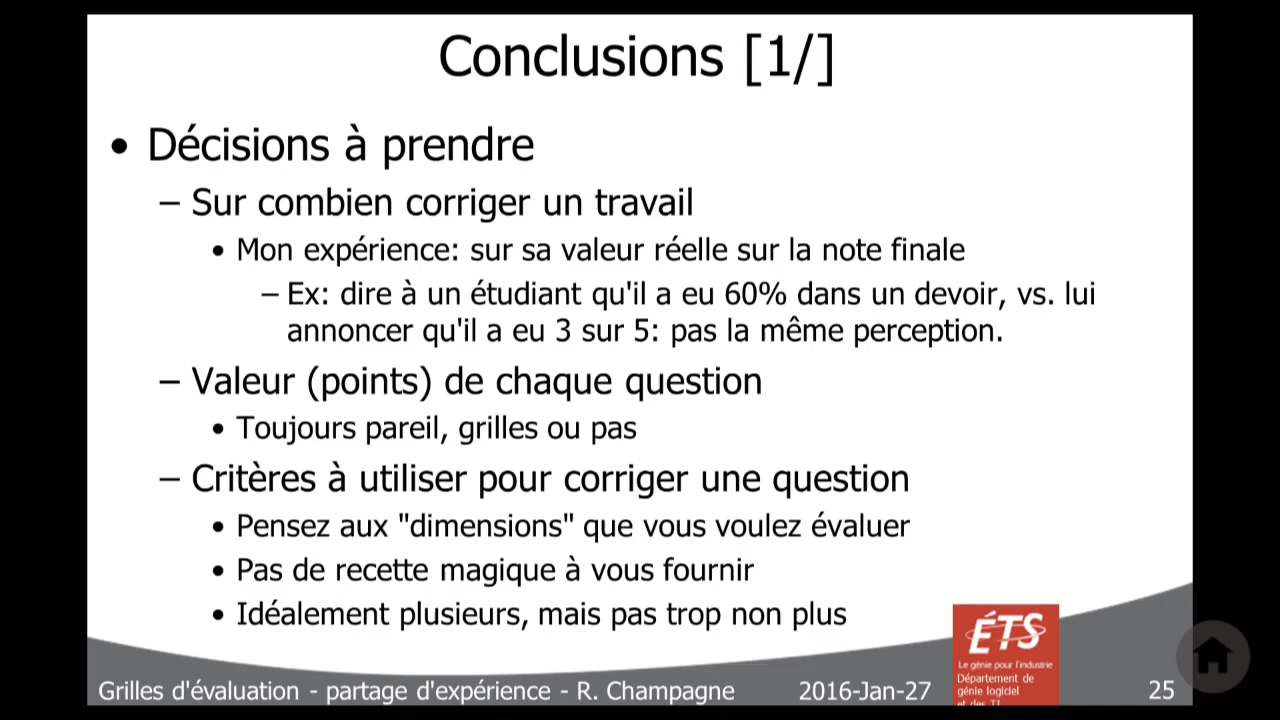 Conclusions [1/]
• Décisions à prendre
– Sur combien corriger un travail
• Mon expérience: sur sa valeur réelle sur la note finale
– Ex: dire à un étudiant qu'il a eu 60% dans un devoir, vs. lui
annoncer qu'il a eu 3 sur 5: pas la même perception.
– Valeur (points) de chaque question
• Toujours pareil, grilles ou pas
– Critères à utiliser pour corriger une question
• Pensez aux "dimensions" que vous voulez évaluer
• Pas de recette magique à vous fournir
• Idéalement plusieurs, mais pas trop non plus
ÉTS
Le génie pour l'industrie
Département de
génie logiciel
et des TI
Grilles d'évaluation - partage d'expérience - R. Champagne 2016-Jan-27 25